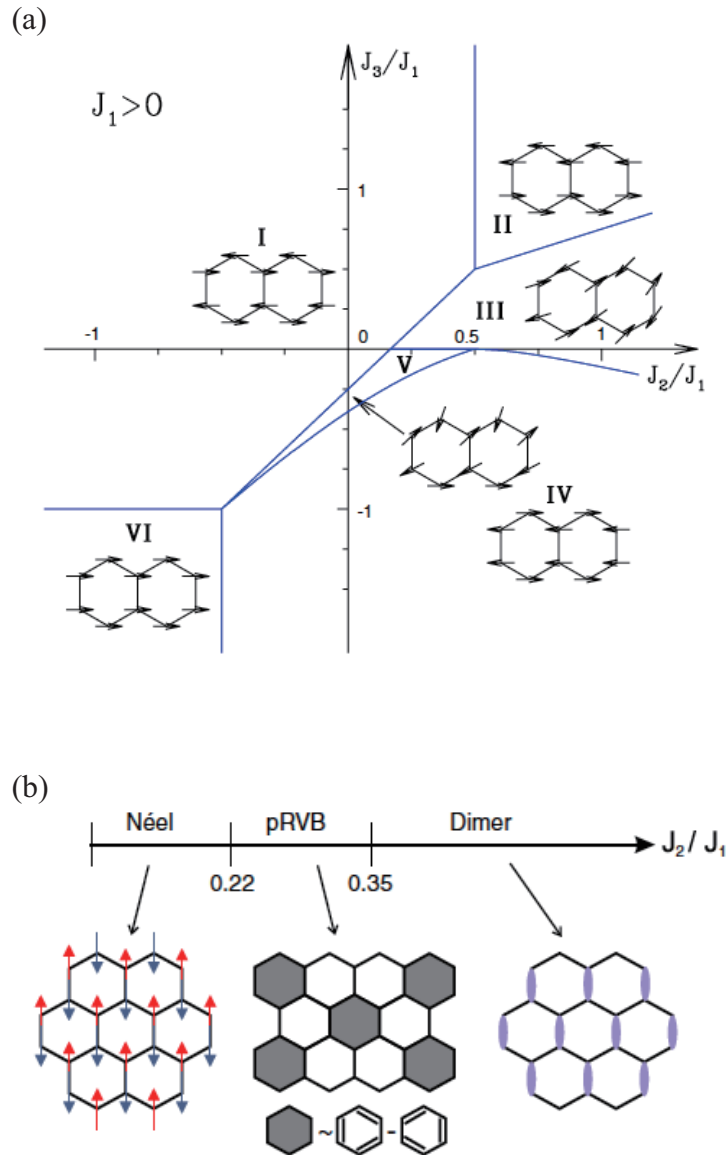 (a)
J₃/J₁
J₁>0
1
II
I
III
-1
0
0.5
1
V
J₂/J₁
IV
-1
VI
(b)
Néel pRVB Dimer
J₂/J₁
0.22 0.35
~ -